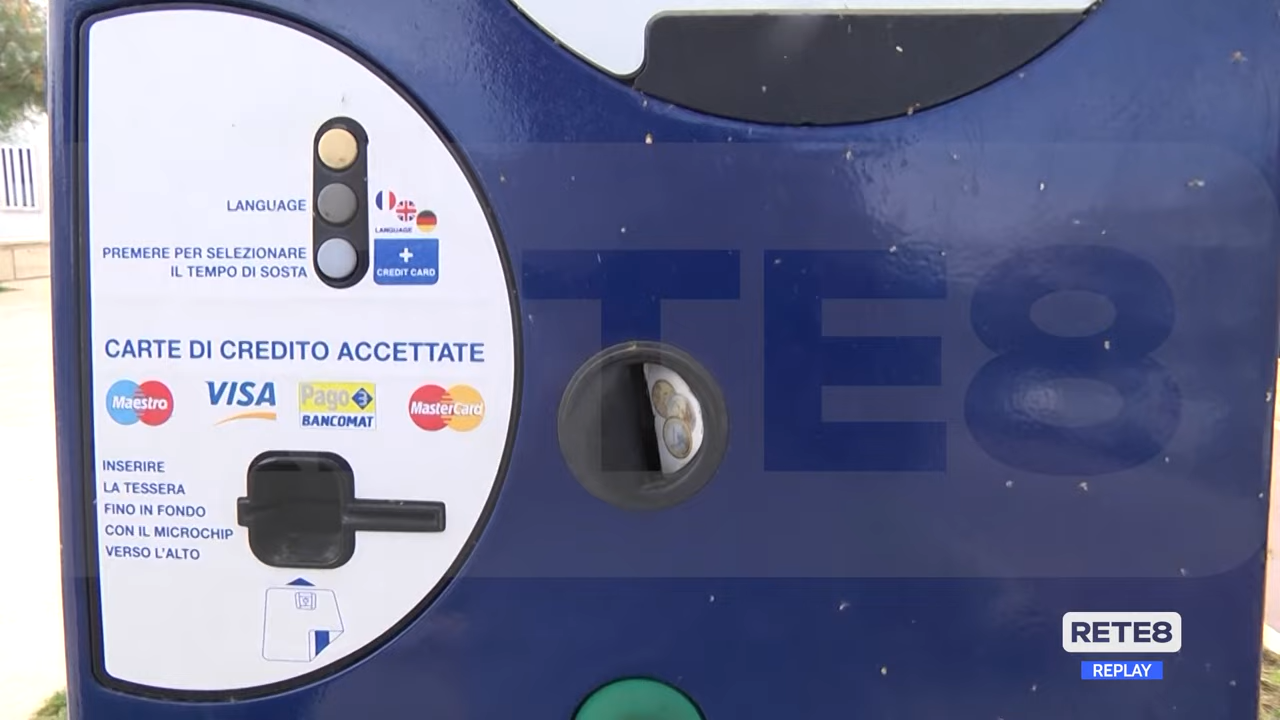 LANGUAGE
LANGUAGE
PREMERE PER SELEZIONARE
IL TEMPO DI SOSTA
+
CREDIT CARD
CARTE DI CREDITO ACCETTATE
Maestro
VISA
Pago
BANCOMAT
MasterCard
INSERIRE
LA TESSERA
FINO IN FONDO
CON IL MICROCHIP
VERSO L'ALTO
RETE8
RETE8
REPLAY